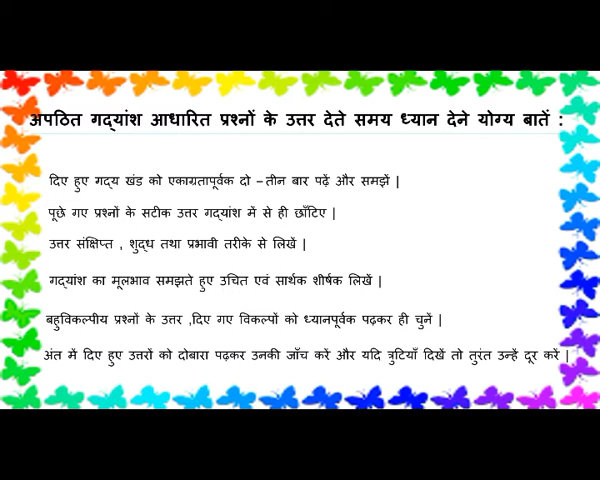 अपठित गद्यांश आधारित प्रश्नों के उत्तर देते समय ध्यान देने योग्य बातें :
दिए हुए गद्य खंड को एकाग्रतापूर्वक दो –तीन बार पढ़ें और समझें |
पूछे गए प्रश्नों के सटीक उत्तर गद्यांश में से ही छाँटिए |
उत्तर संक्षिप्त , शुद्ध तथा प्रभावी तरीके से लिखें |
गद्यांश का मूलभाव समझते हुए उचित एवं सार्थक शीर्षक लिखें |
बहुविकल्पीय प्रश्नों के उत्तर ,दिए गए विकल्पों को ध्यानपूर्वक पढ़कर ही चुनें |
अंत में दिए हुए उत्तरों को दोबारा पढ़कर उनकी जाँच करें और यदि त्रुटियाँ दिखें तो तुरंत उन्हें दूर करें |